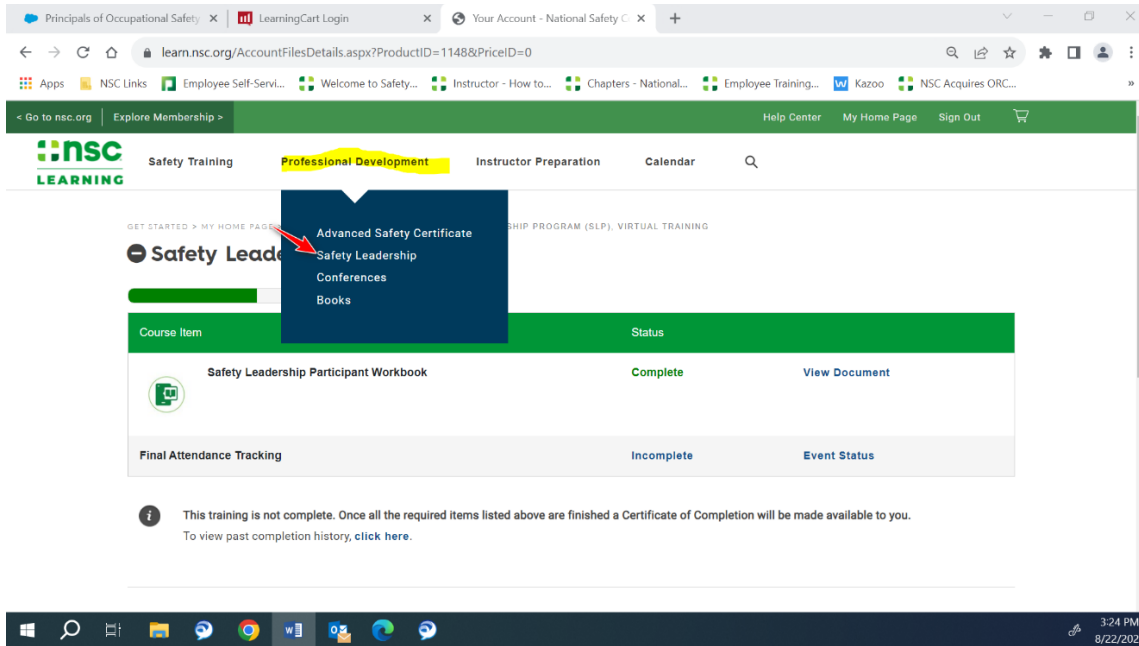 Principals of Occupational Safety
LearningCart Login
Your Account - National Safety C
learn.nsc.org/AccountFilesDetails.aspx?ProductID=1148&PriceID=0
Apps NSC Links Employee Self-Servi... Welcome to Safety... Instructor - How to... Chapters - National... Employee Training... Kazoo NSC Acquires ORC... »
< Go to nsc.org Explore Membership > Help Center My Home Page Sign Out
nsc
LEARNING
Safety Training Professional Development Instructor Preparation Calendar
GET STARTED > MY HOME PAGE SHIP PROGRAM (SLP), VIRTUAL TRAINING
Safety Leade
Advanced Safety Certificate
Safety Leadership
Conferences
Books
Course Item Status
Safety Leadership Participant Workbook Complete View Document
Final Attendance Tracking Incomplete Event Status
This training is not complete. Once all the required items listed above are finished a Certificate of Completion will be made available to you.
To view past completion history, click here.
3:24 PM
8/22/202